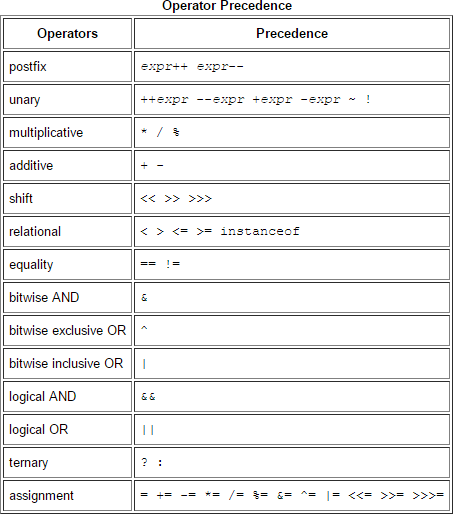 Operator Precedence
Operators Precedence
postfix expr++ expr--
unary ++expr --expr +expr -expr ~ !
multiplicative * / %
additive + -
shift << >> >>>
relational < > <= >= instanceof
equality == !=
bitwise AND &
bitwise exclusive OR ^
bitwise inclusive OR |
logical AND &&
logical OR ||
ternary ? :
assignment = += -= *= /= %= &= ^= |= <<= >>= >>>=